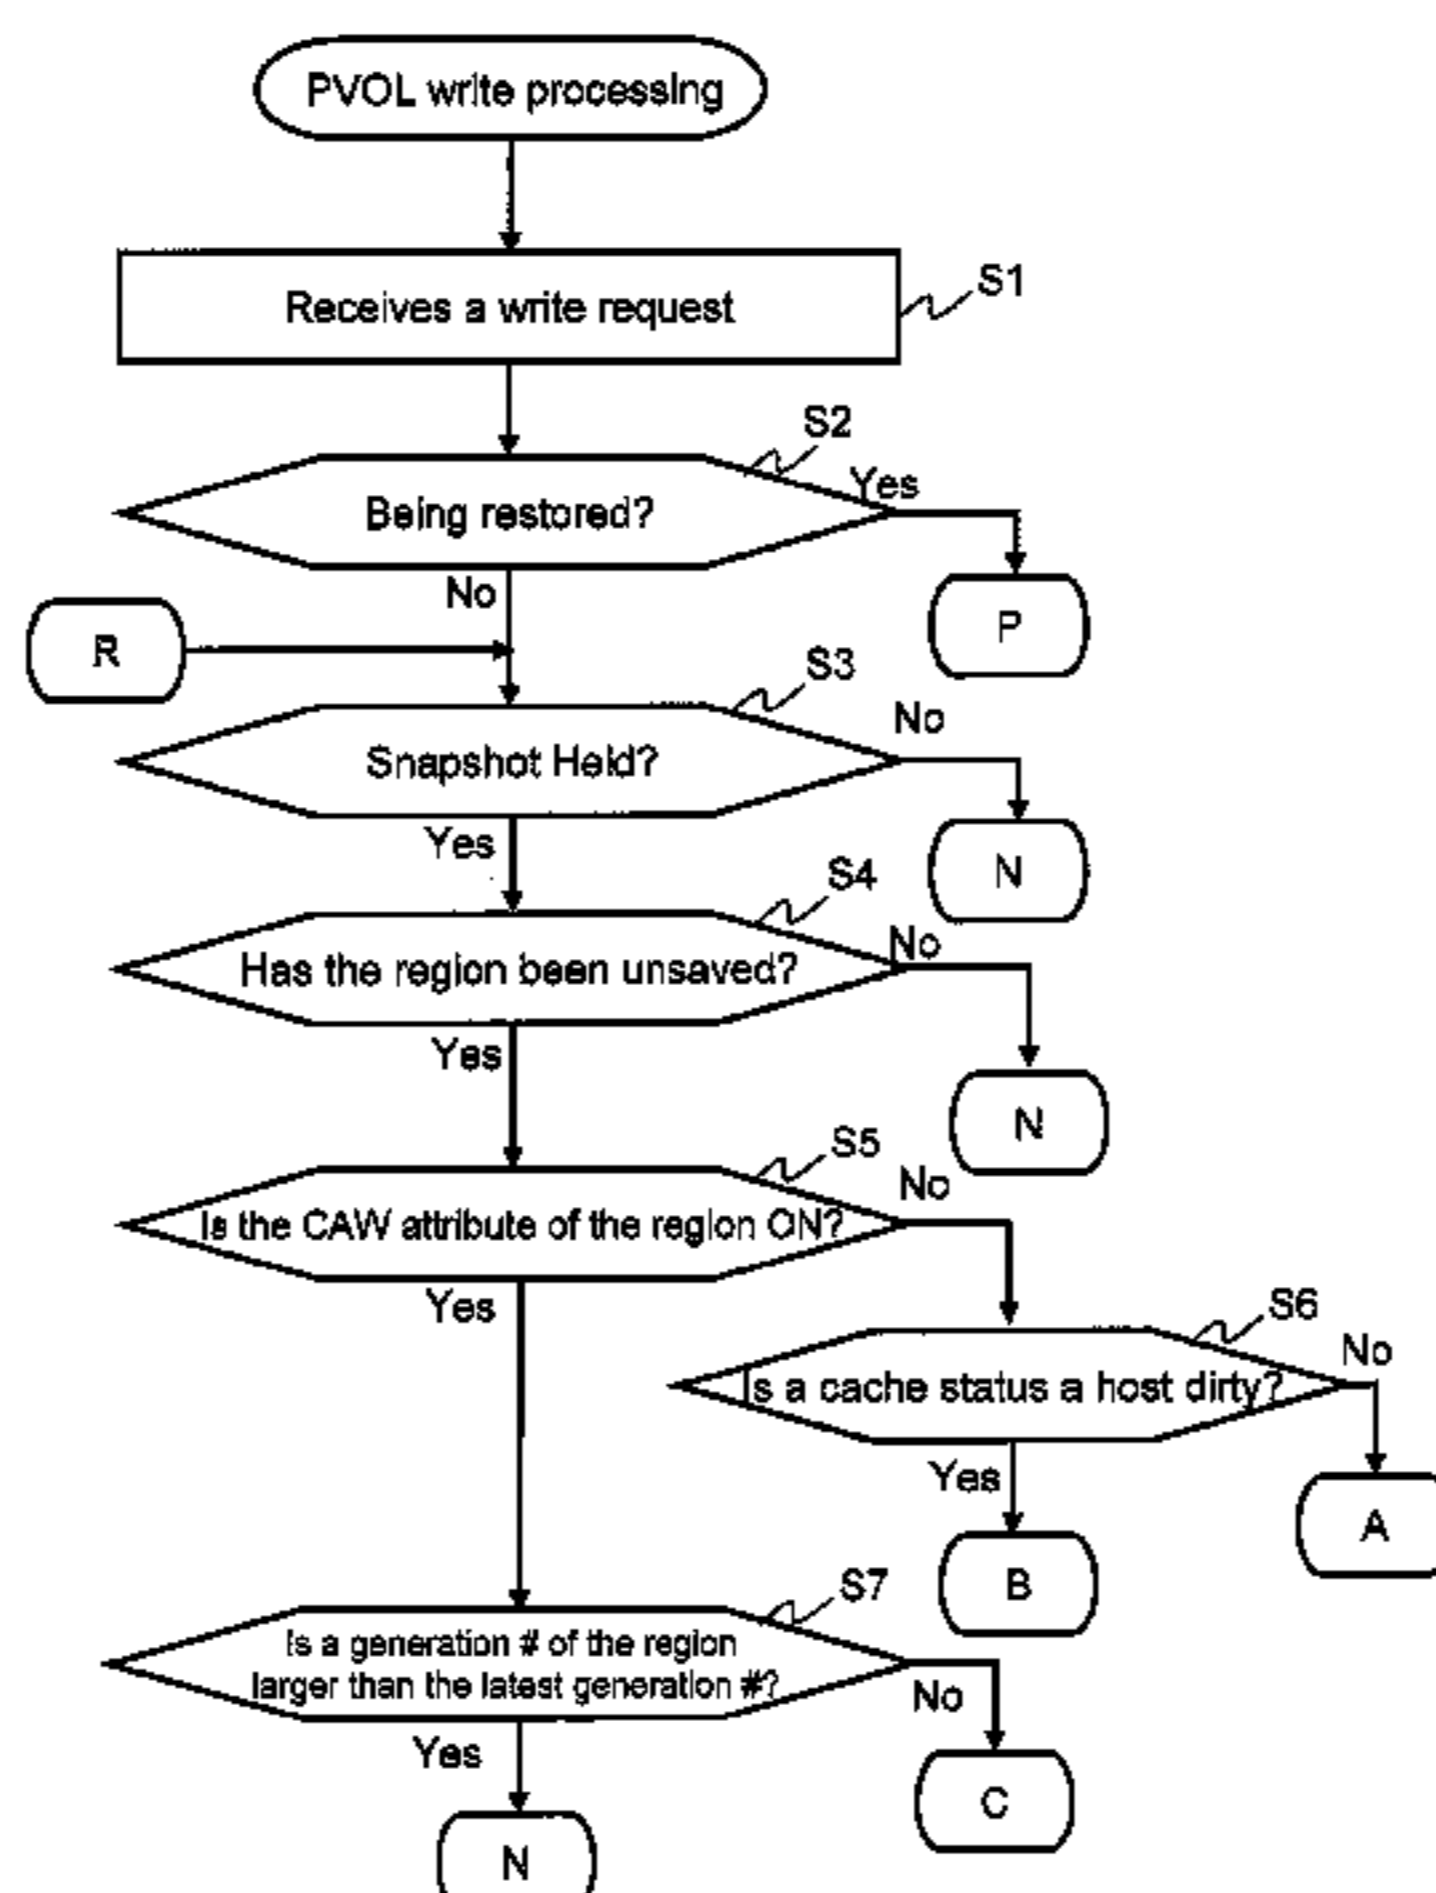 PVOL write processing
Receives a write request
S1
S2
Being restored?
Yes
No
P
R
S3
Snapshot Held?
No
Yes
N
S4
Has the region been unsaved?
No
Yes
N
S5
Is the CAW attribute of the region ON?
No
Yes
S6
Is a cache status a host dirty?
No
Yes
A
B
S7
Is a generation # of the region
larger than the latest generation #?
No
Yes
C
N